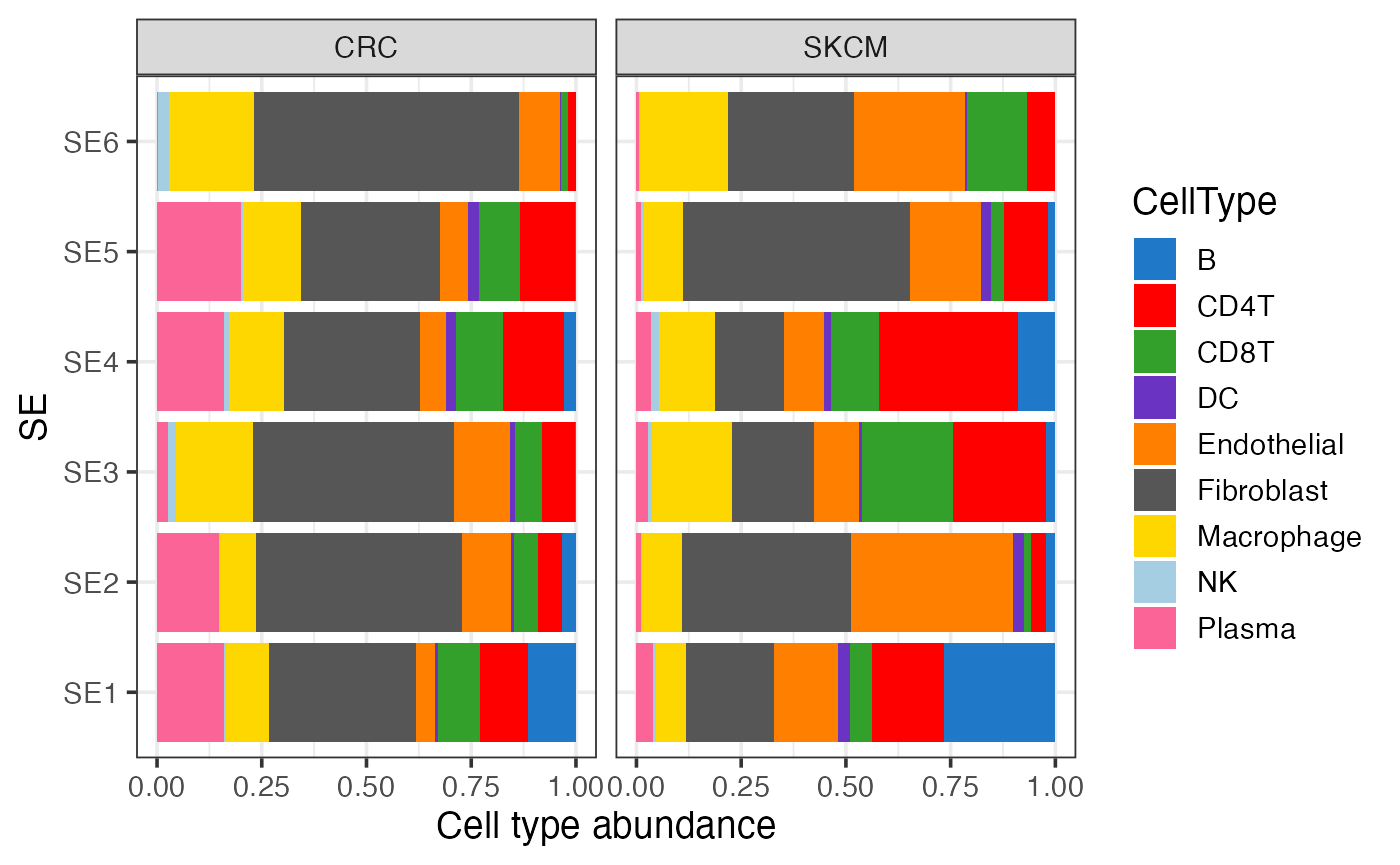 CRC
SKCM
SE6
SE5
SE4
SE3
SE2
SE1
SE
0.00 0.25 0.50 0.75 1.00
0.00 0.25 0.50 0.75 1.00
Cell type abundance
CellType
B
CD4T
CD8T
DC
Endothelial
Fibroblast
Macrophage
NK
Plasma